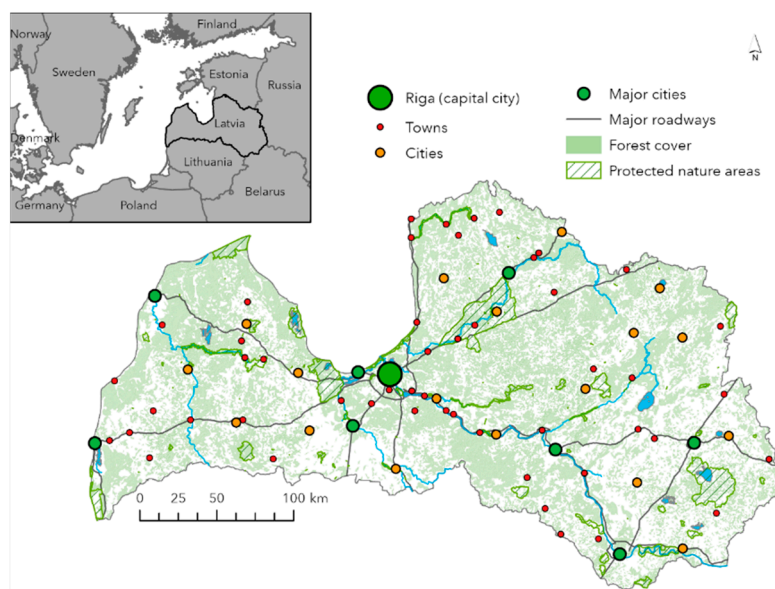 Norway
Finland
Sweden
Estonia
Russia
Latvia
Denmark
Lithuania
Belarus
Germany
Poland
N
Riga (capital city)
Towns
Cities
Major cities
Major roadways
Forest cover
Protected nature areas
0 25 50 100 km